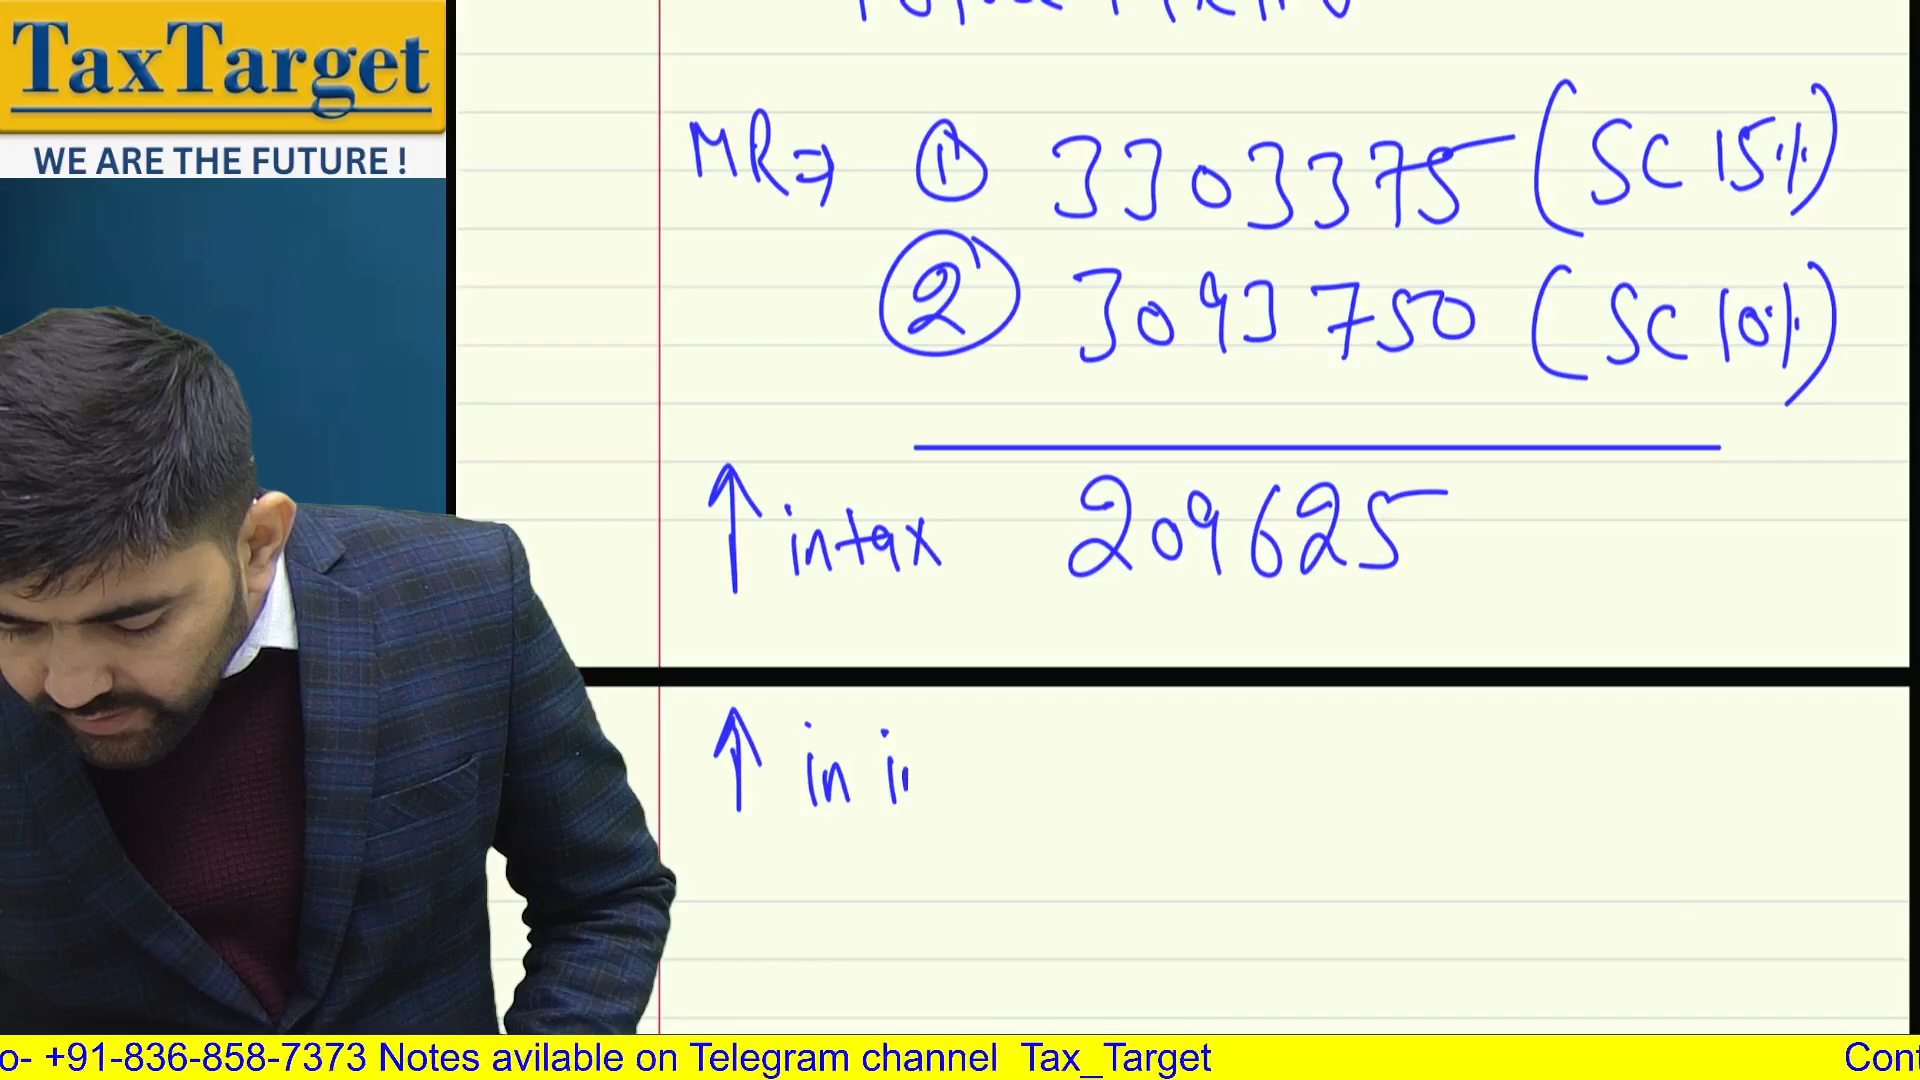 TaxTarget
WE ARE THE FUTURE !
MR⇒ ① 3303375 (SC 15%)
② 3093750 (SC 10%)
↑ in tax 209625
↑ in
o- +91-836-858-7373 Notes avilable on Telegram channel Tax_Target
Cont